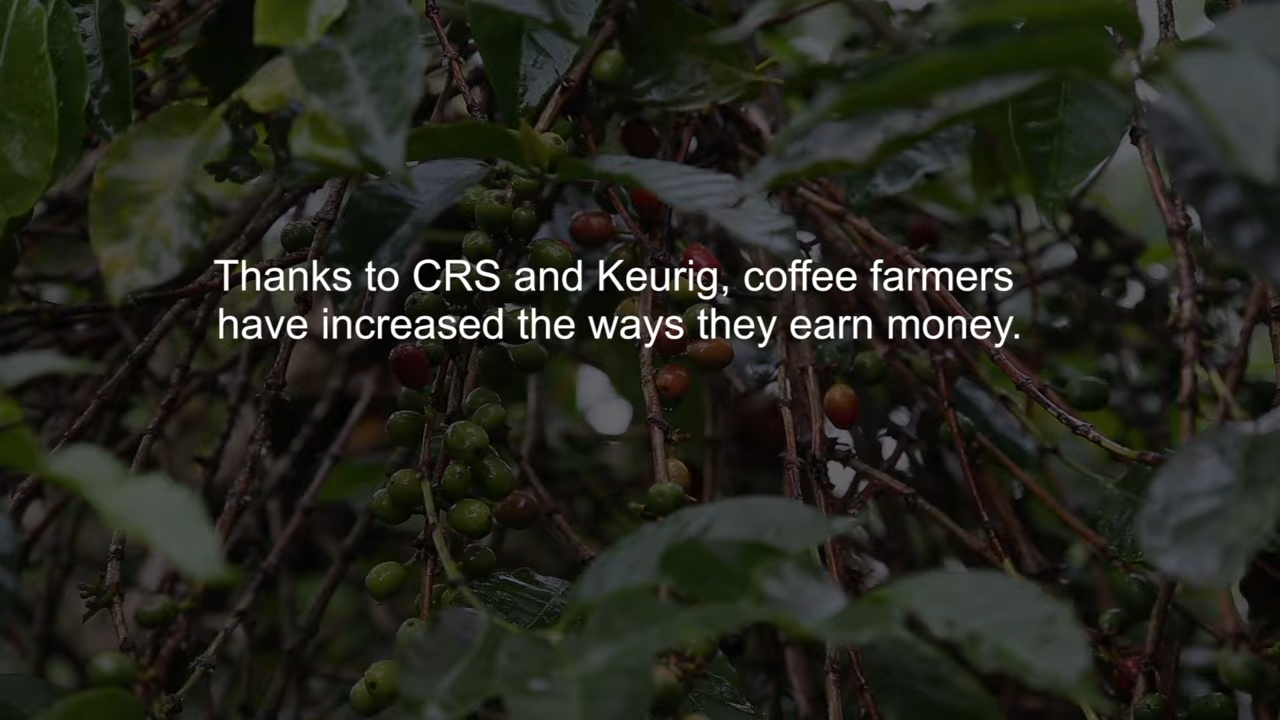 Thanks to CRS and Keurig, coffee farmers
have increased the ways they earn money.